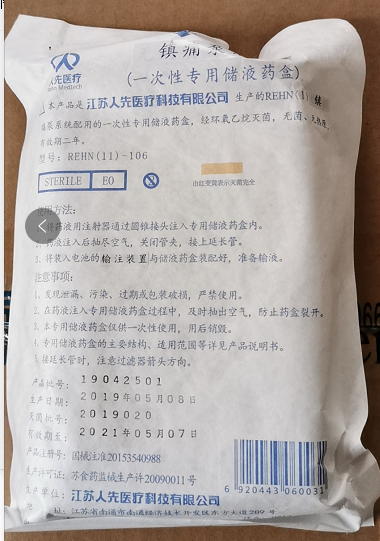 人先医疗
镇痛泵
(一次性专用储液药盒)
本产品是江苏人先医疗科技有限公司 生产的REHN(11) 镇
痛泵系统配用的一次性专用储液药盒，经环氧乙烷灭菌，无菌、无热原，
有效期二年。
型号：REHN(11)-106
STERILE EO
由红变黄表示灭菌完全
使用方法：
1、将药液用注射器通过圆锥接头注入专用储液药盒内。
药液注入后抽尽空气，关闭管夹，接上延长管。
3、将装入电池的输注装置与储液药盒装配好，准备输液。
注意事项：
1、发现泄漏、污染、过期或包装破损，严禁使用。
2、在药液注入专用储液药盒过程中，及时抽出空气，防止药盒裂开。
3、本专用储液药盒仅供一次性使用，用后销毁。
4、专用储液药盒的主要结构、适用范围等详见产品说明书。
5、接延长管时，注意过滤器箭头方向。
产品批号：19042501
生产日期：2019年05月08日
灭菌批号：2019020
有效期至：2021年05月07日
产品注册号：国械注准20153540988
生产许可证：苏食药监械生产许20090011号
生产单位：江苏人先医疗科技有限公司
地 址：江苏省南通市南通经济技术开发区东方大道209号
6 920443 060031